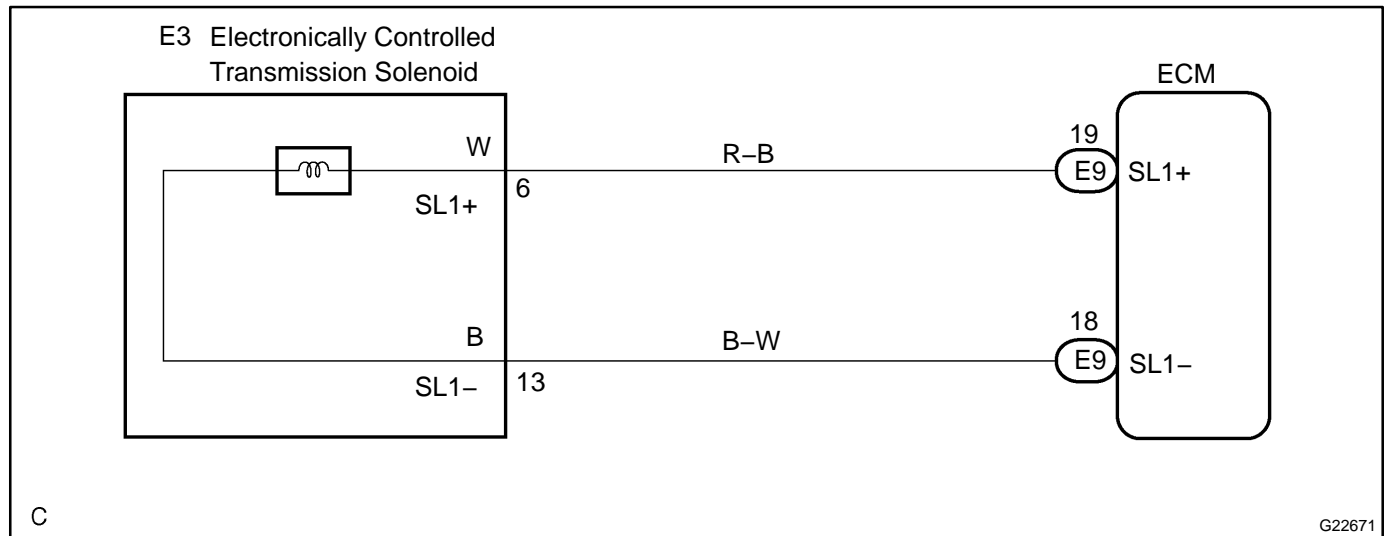 E3 Electronically Controlled
Transmission Solenoid
ECM
W
R−B
19
E9
SL1+
6
SL1+
B
B−W
18
E9
SL1−
13
SL1−
C
G22671